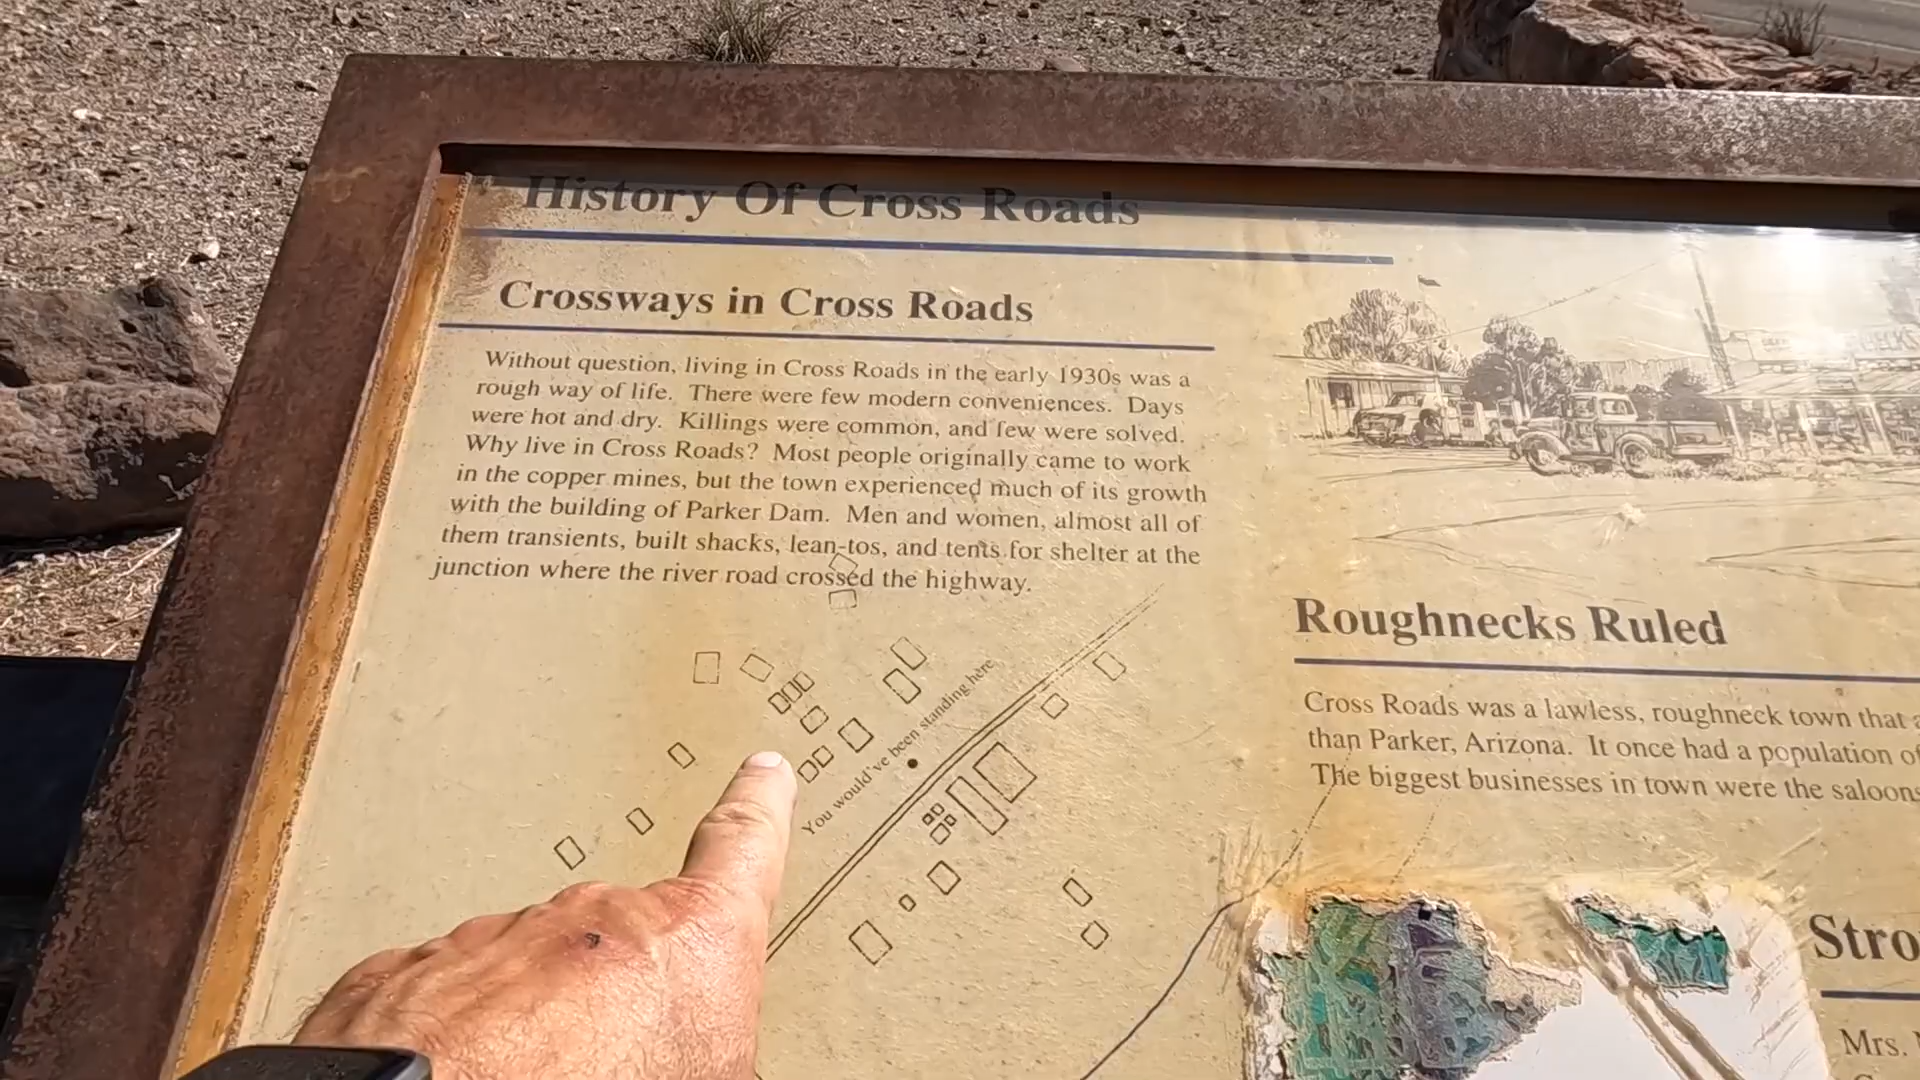 History Of Cross Roads
Crossways in Cross Roads
Without question, living in Cross Roads in the early 1930s was a
rough way of life. There were few modern conveniences. Days
were hot and dry. Killings were common, and few were solved.
Why live in Cross Roads? Most people originally came to work
in the copper mines, but the town experienced much of its growth
with the building of Parker Dam. Men and women, almost all of
them transients, built shacks, lean-tos, and tents for shelter at the
junction where the river road crossed the highway.
You would've been standing here
Roughnecks Ruled
Cross Roads was a lawless, roughneck town that
than Parker, Arizona. It once had a population of
The biggest businesses in town were the saloons
Stro
Mrs.